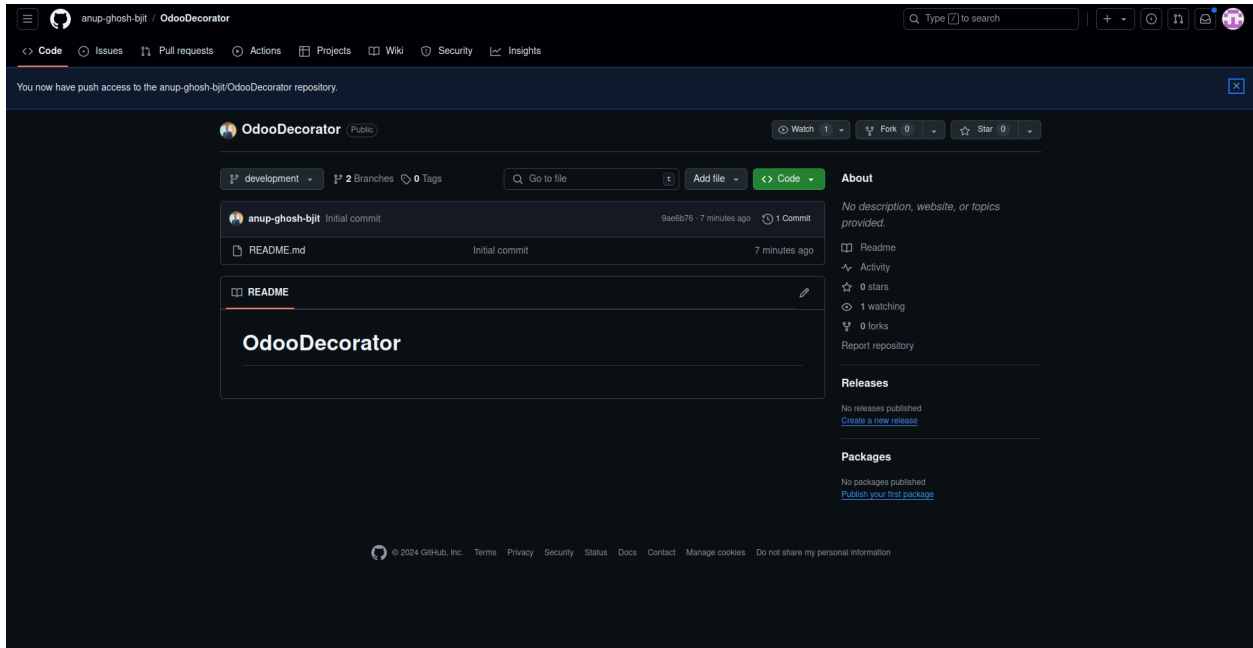 anup-ghosh-bjit / OdooDecorator
Type / to search
Code Issues Pull requests Actions Projects Wiki Security Insights
You now have push access to the anup-ghosh-bjit/OdooDecorator repository.
OdooDecorator Public
Watch 1 Fork 0 Star 0
development 2 Branches 0 Tags Go to file t Add file Code
anup-ghosh-bjit Initial commit 9ae6b76 · 7 minutes ago 1 Commit
README.md Initial commit 7 minutes ago
README
OdooDecorator
About
No description, website, or topics
provided.
Readme
Activity
0 stars
1 watching
0 forks
Report repository
Releases
No releases published
Create a new release
Packages
No packages published
Publish your first package
© 2024 GitHub, Inc. Terms Privacy Security Status Docs Contact Manage cookies Do not share my personal information